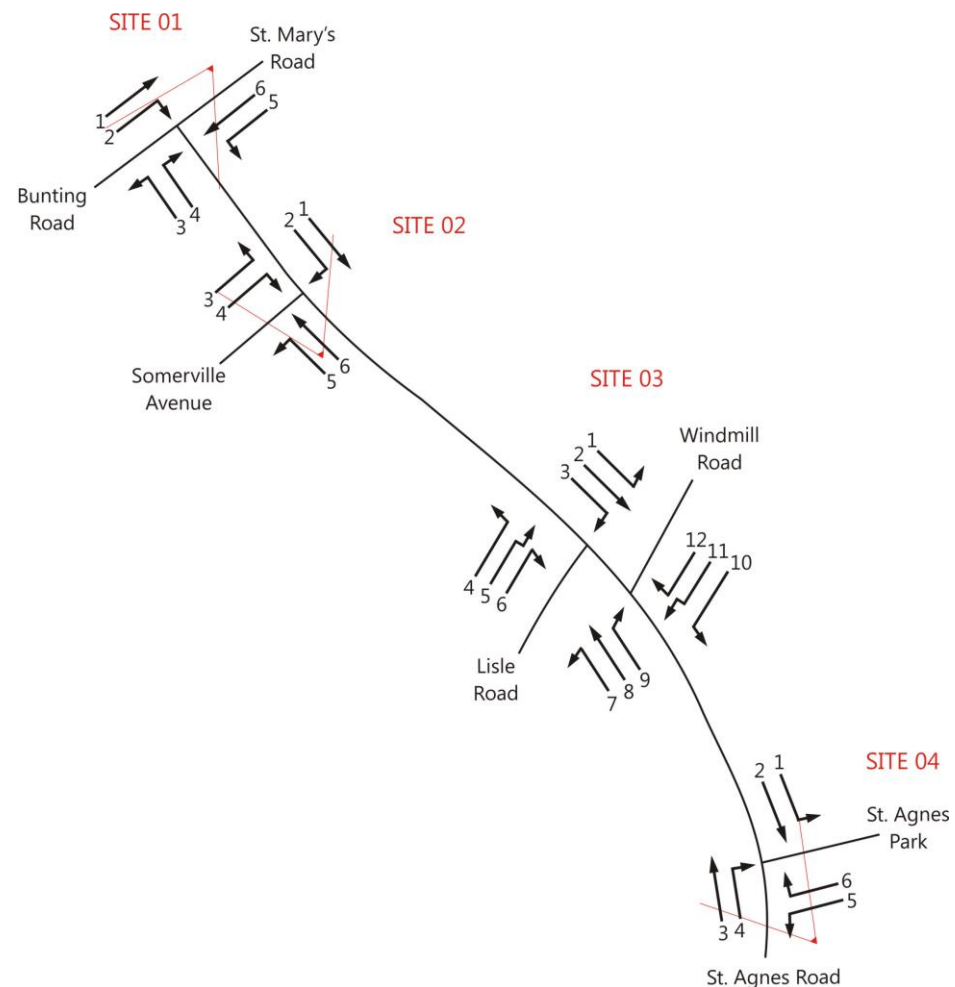 SITE 01
St. Mary's
Road
1
2
6
5
Bunting
Road
3
4
SITE 02
1
2
3
4
6
5
Somerville
Avenue
SITE 03
1
2
3
Windmill
Road
12
11
10
4
5
6
Lisle
Road
9
8
7
SITE 04
1
2
St. Agnes
Park
6
5
3
4
St. Agnes Road